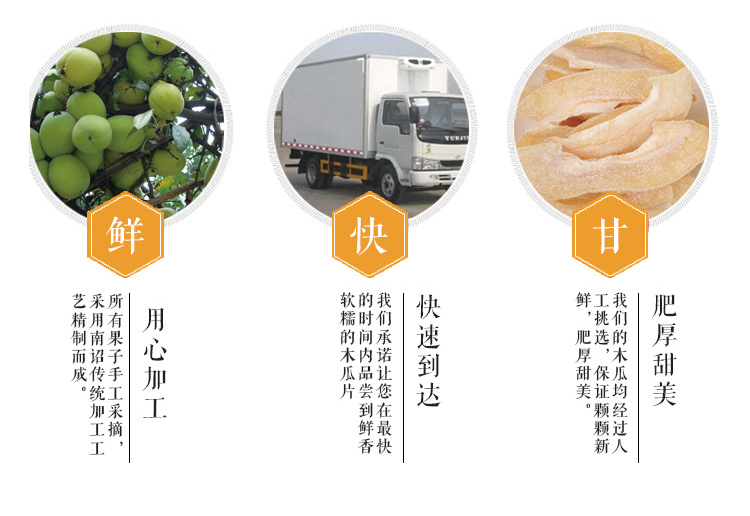 鲜
用心加工
所有果子手工采摘，
采用南诏传统加工工
艺精制而成。
快
快速到达
我们承诺让您在最快
的时间内品尝到鲜香
软糯的木瓜片
甘
肥厚甜美
我们的木瓜均经过人
工挑选，保证颗颗新
鲜，肥厚甜美。